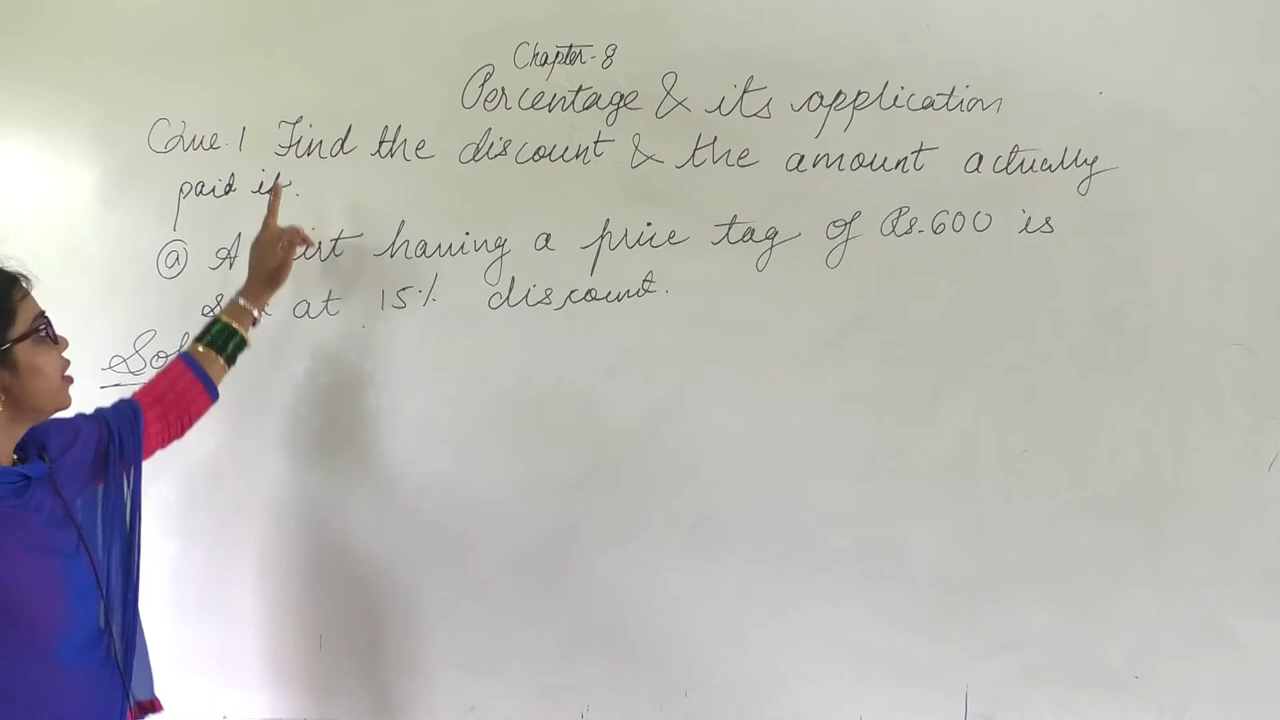 Chapter-8
Percentage & its application
Que.1 Find the discount & the amount actually
paid if.
ⓐ A having a price tag of Rs.600 is
at 15% discount.
Sol